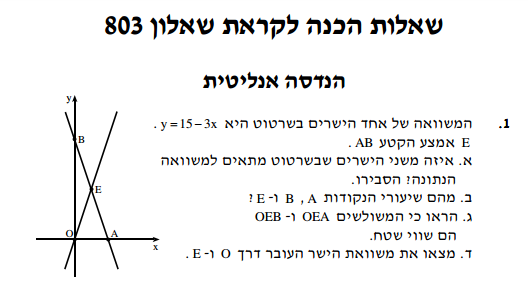 שאלות הכנה לקראת שאלון 803
הנדסה אנליטית
1. המשוואה של אחד הישרים בשרטוט היא y = 15 − 3x .
E אמצע הקטע AB .
א. איזה משני הישרים שבשרטוט מתאים למשוואה
הנתונה? הסבירו.
ב. מהם שיעורי הנקודות A , B ו- E ?
ג. הראו כי המשולשים OEA ו- OEB
הם שווי שטח.
ד. מצאו את משוואת הישר העובר דרך O ו- E .
y
B
E
O A
x